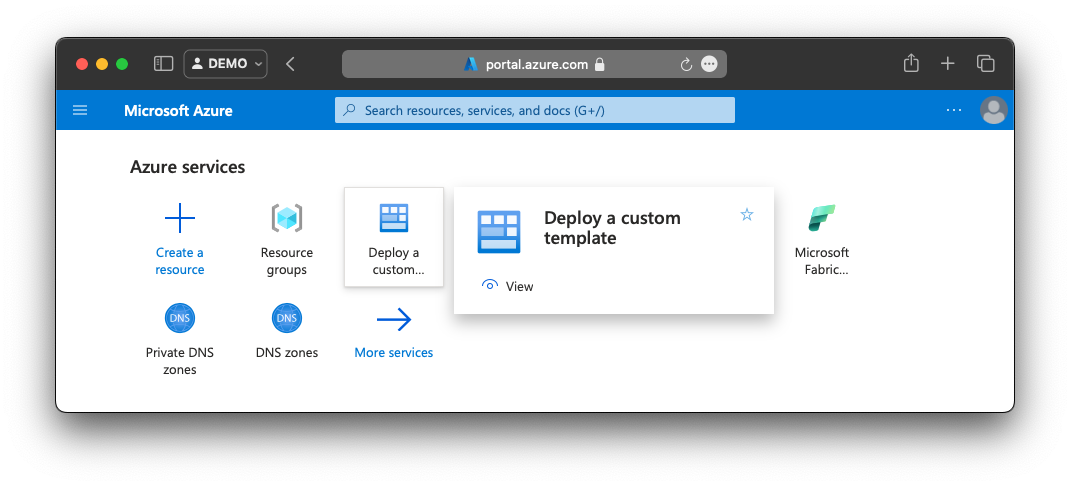 DEMO
portal.azure.com
Microsoft Azure
Search resources, services, and docs (G+/)
Azure services
Create a
resource
Resource
groups
Deploy a
custom...
Deploy a custom
template
View
Microsoft
Fabric...
DNS
Private DNS
zones
DNS
DNS zones
More services